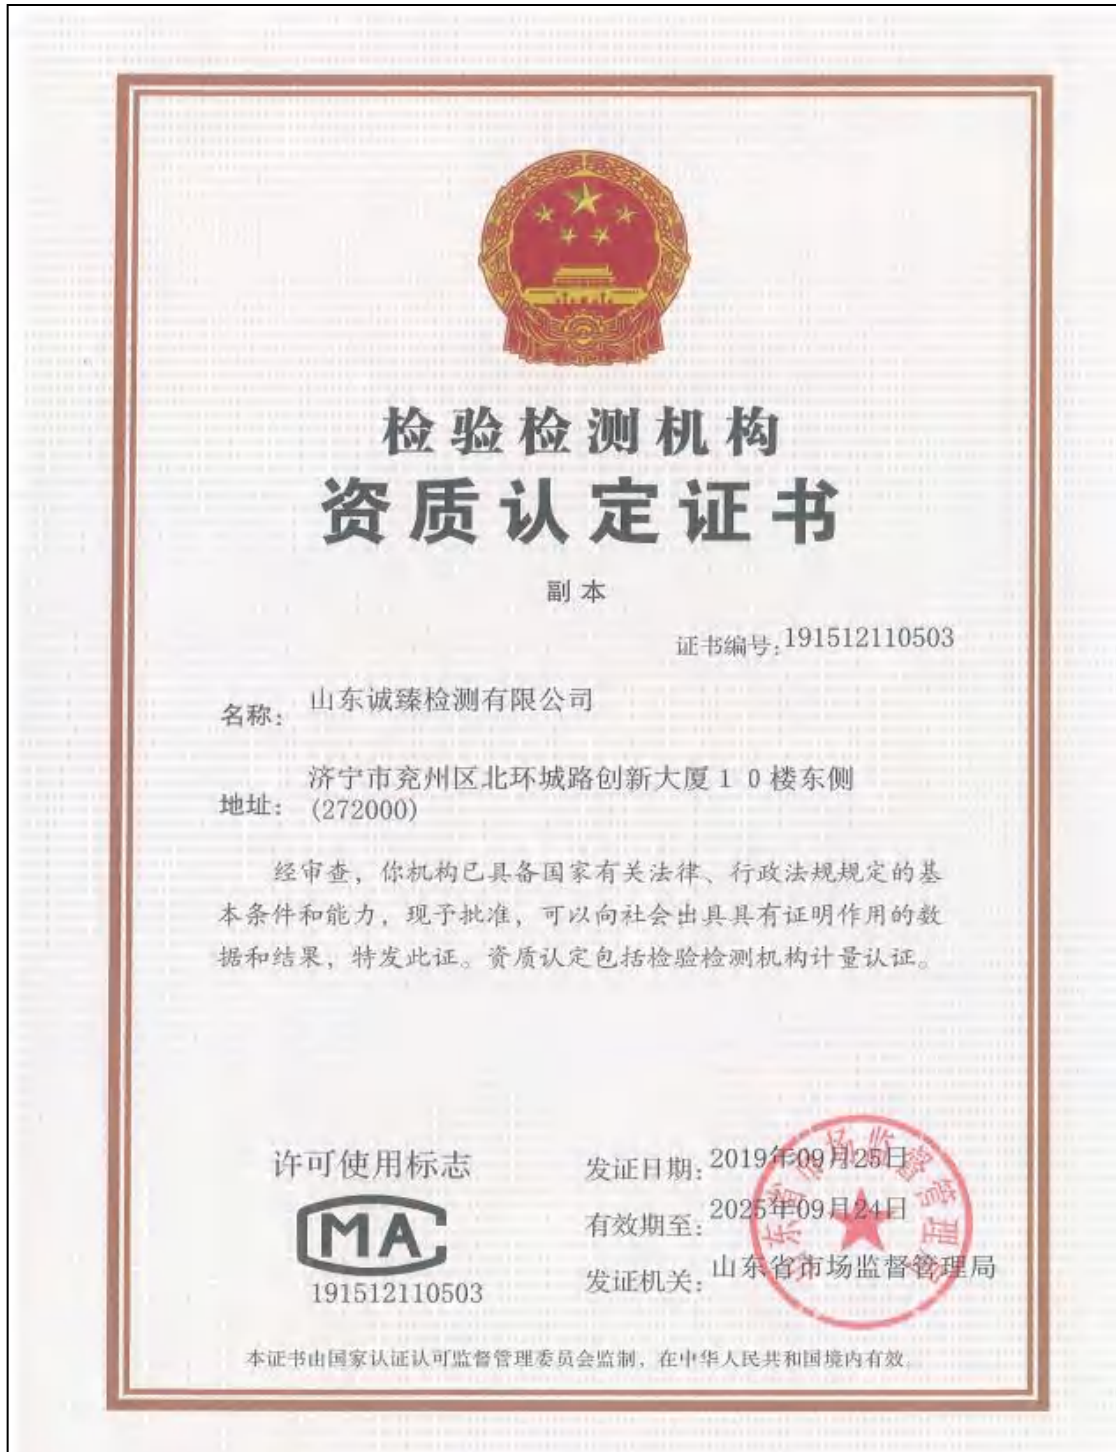 检验检测机构
资质认定证书
副本
证书编号:191512110503
名称: 山东诚臻检测有限公司
济宁市兖州区北环城路创新大厦10楼东侧
地址: (272000)
经审查，你机构已具备国家有关法律、行政法规规定的基
本条件和能力，现予批准，可以向社会出具具有证明作用的数
据和结果，特发此证。资质认定包括检验检测机构计量认证。
许可使用标志
MA
191512110503
发证日期: 2019年09月25日
有效期至: 2025年09月24日
发证机关: 山东省市场监督管理局
山东省市场监督管理局
本证书由国家认证认可监督管理委员会监制，在中华人民共和国境内有效。